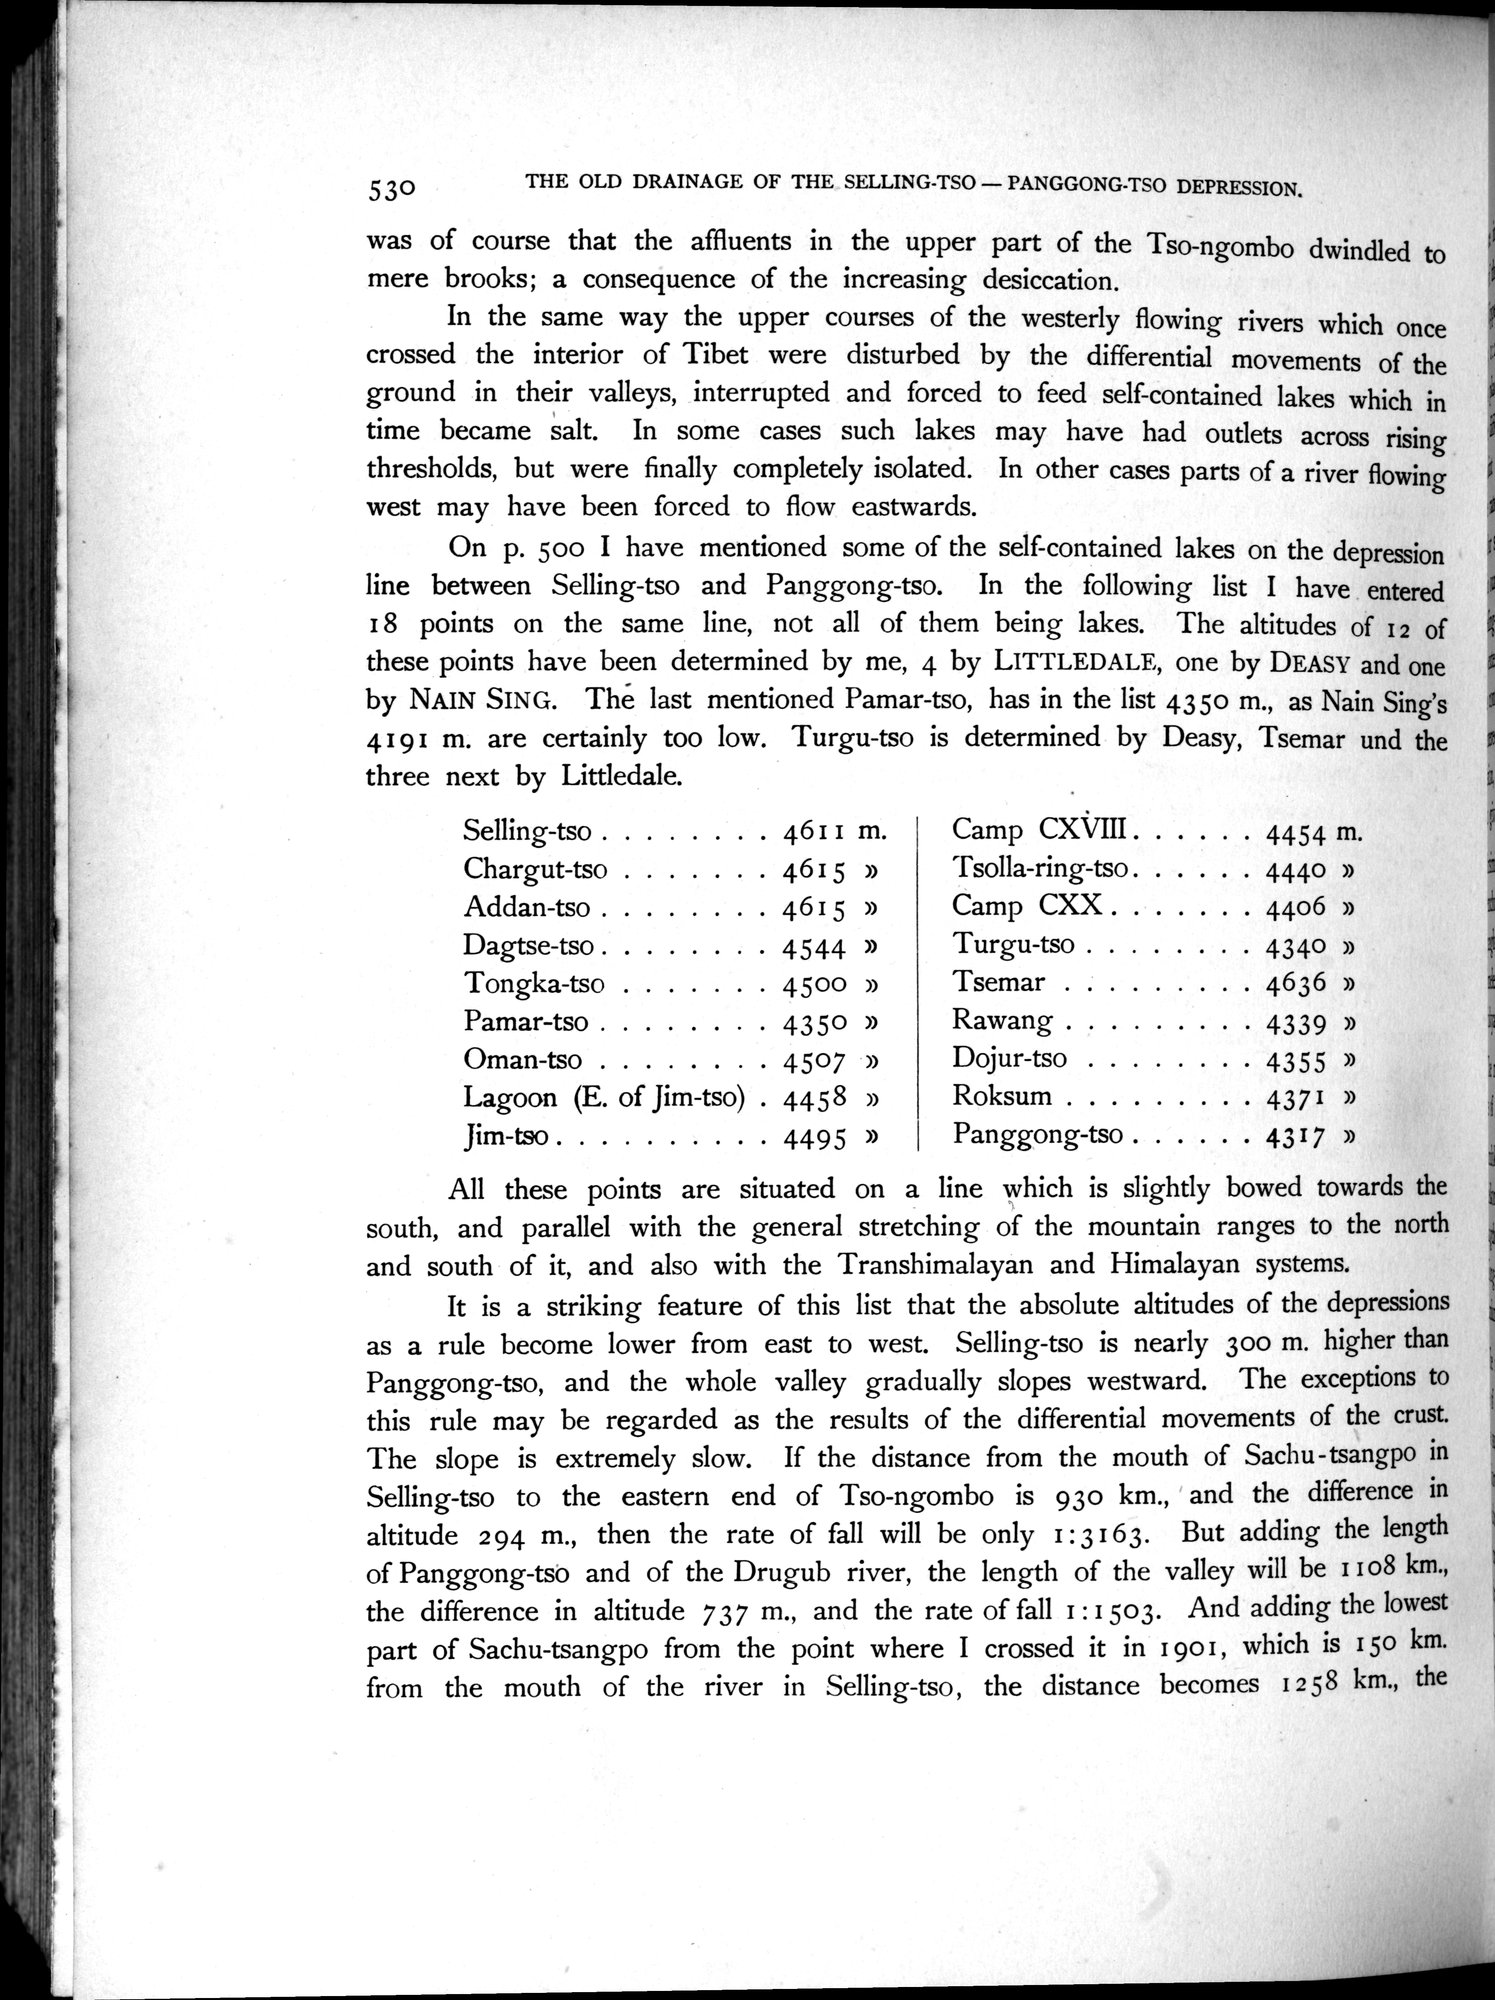 530 THE OLD DRAINAGE OF THE SELLING-TSO — PANGGONG-TSO DEPRESSION.
was of course that the affluents in the upper part of the Tso-ngombo dwindled to
mere brooks; a consequence of the increasing desiccation.
In the same way the upper courses of the westerly flowing rivers which once
crossed the interior of Tibet were disturbed by the differential movements of the
ground in their valleys, interrupted and forced to feed self-contained lakes which in
time became salt. In some cases such lakes may have had outlets across rising
thresholds, but were finally completely isolated. In other cases parts of a river flowing
west may have been forced to flow eastwards.
On p. 500 I have mentioned some of the self-contained lakes on the depression
line between Selling-tso and Panggong-tso. In the following list I have entered
18 points on the same line, not all of them being lakes. The altitudes of 12 of
these points have been determined by me, 4 by LITTLEDALE, one by DEASY and one
by NAIN SING. The last mentioned Pamar-tso, has in the list 4350 m., as Nain Sing's
4191 m. are certainly too low. Turgu-tso is determined by Deasy, Tsemar und the
three next by Littledale.
Selling-tso . . . . . . . . 4611 m.
Chargut-tso . . . . . . . 4615 »
Addan-tso . . . . . . . . 4615 »
Dagtse-tso . . . . . . . . 4544 »
Tongka-tso . . . . . . . 4500 »
Pamar-tso . . . . . . . . 4350 »
Oman-tso . . . . . . . . 4507 »
Lagoon (E. of Jim-tso) . 4458 »
Jim-tso . . . . . . . . . . 4495 »
Camp CXVIII. . . . . . 4454 m.
Tsolla-ring-tso. . . . . . 4440 »
Camp CXX . . . . . . . 4406 »
Turgu-tso . . . . . . . . 4340 »
Tsemar . . . . . . . . . 4636 »
Rawang . . . . . . . . . 4339 »
Dojur-tso . . . . . . . . 4355 »
Roksum . . . . . . . . . 4371 »
Panggong-tso . . . . . . 4317 »
All these points are situated on a line which is slightly bowed towards the
south, and parallel with the general stretching of the mountain ranges to the north
and south of it, and also with the Transhimalayan and Himalayan systems.
It is a striking feature of this list that the absolute altitudes of the depressions
as a rule become lower from east to west. Selling-tso is nearly 300 m. higher than
Panggong-tso, and the whole valley gradually slopes westward. The exceptions to
this rule may be regarded as the results of the differential movements of the crust.
The slope is extremely slow. If the distance from the mouth of Sachu-tsangpo in
Selling-tso to the eastern end of Tso-ngombo is 930 km., and the difference in
altitude 294 m., then the rate of fall will be only 1:3163. But adding the length
of Panggong-tso and of the Drugub river, the length of the valley will be 1108 km.,
the difference in altitude 737 m., and the rate of fall 1:1503. And adding the lowest
part of Sachu-tsangpo from the point where I crossed it in 1901, which is 150 km.
from the mouth of the river in Selling-tso, the distance becomes 1258 km., the